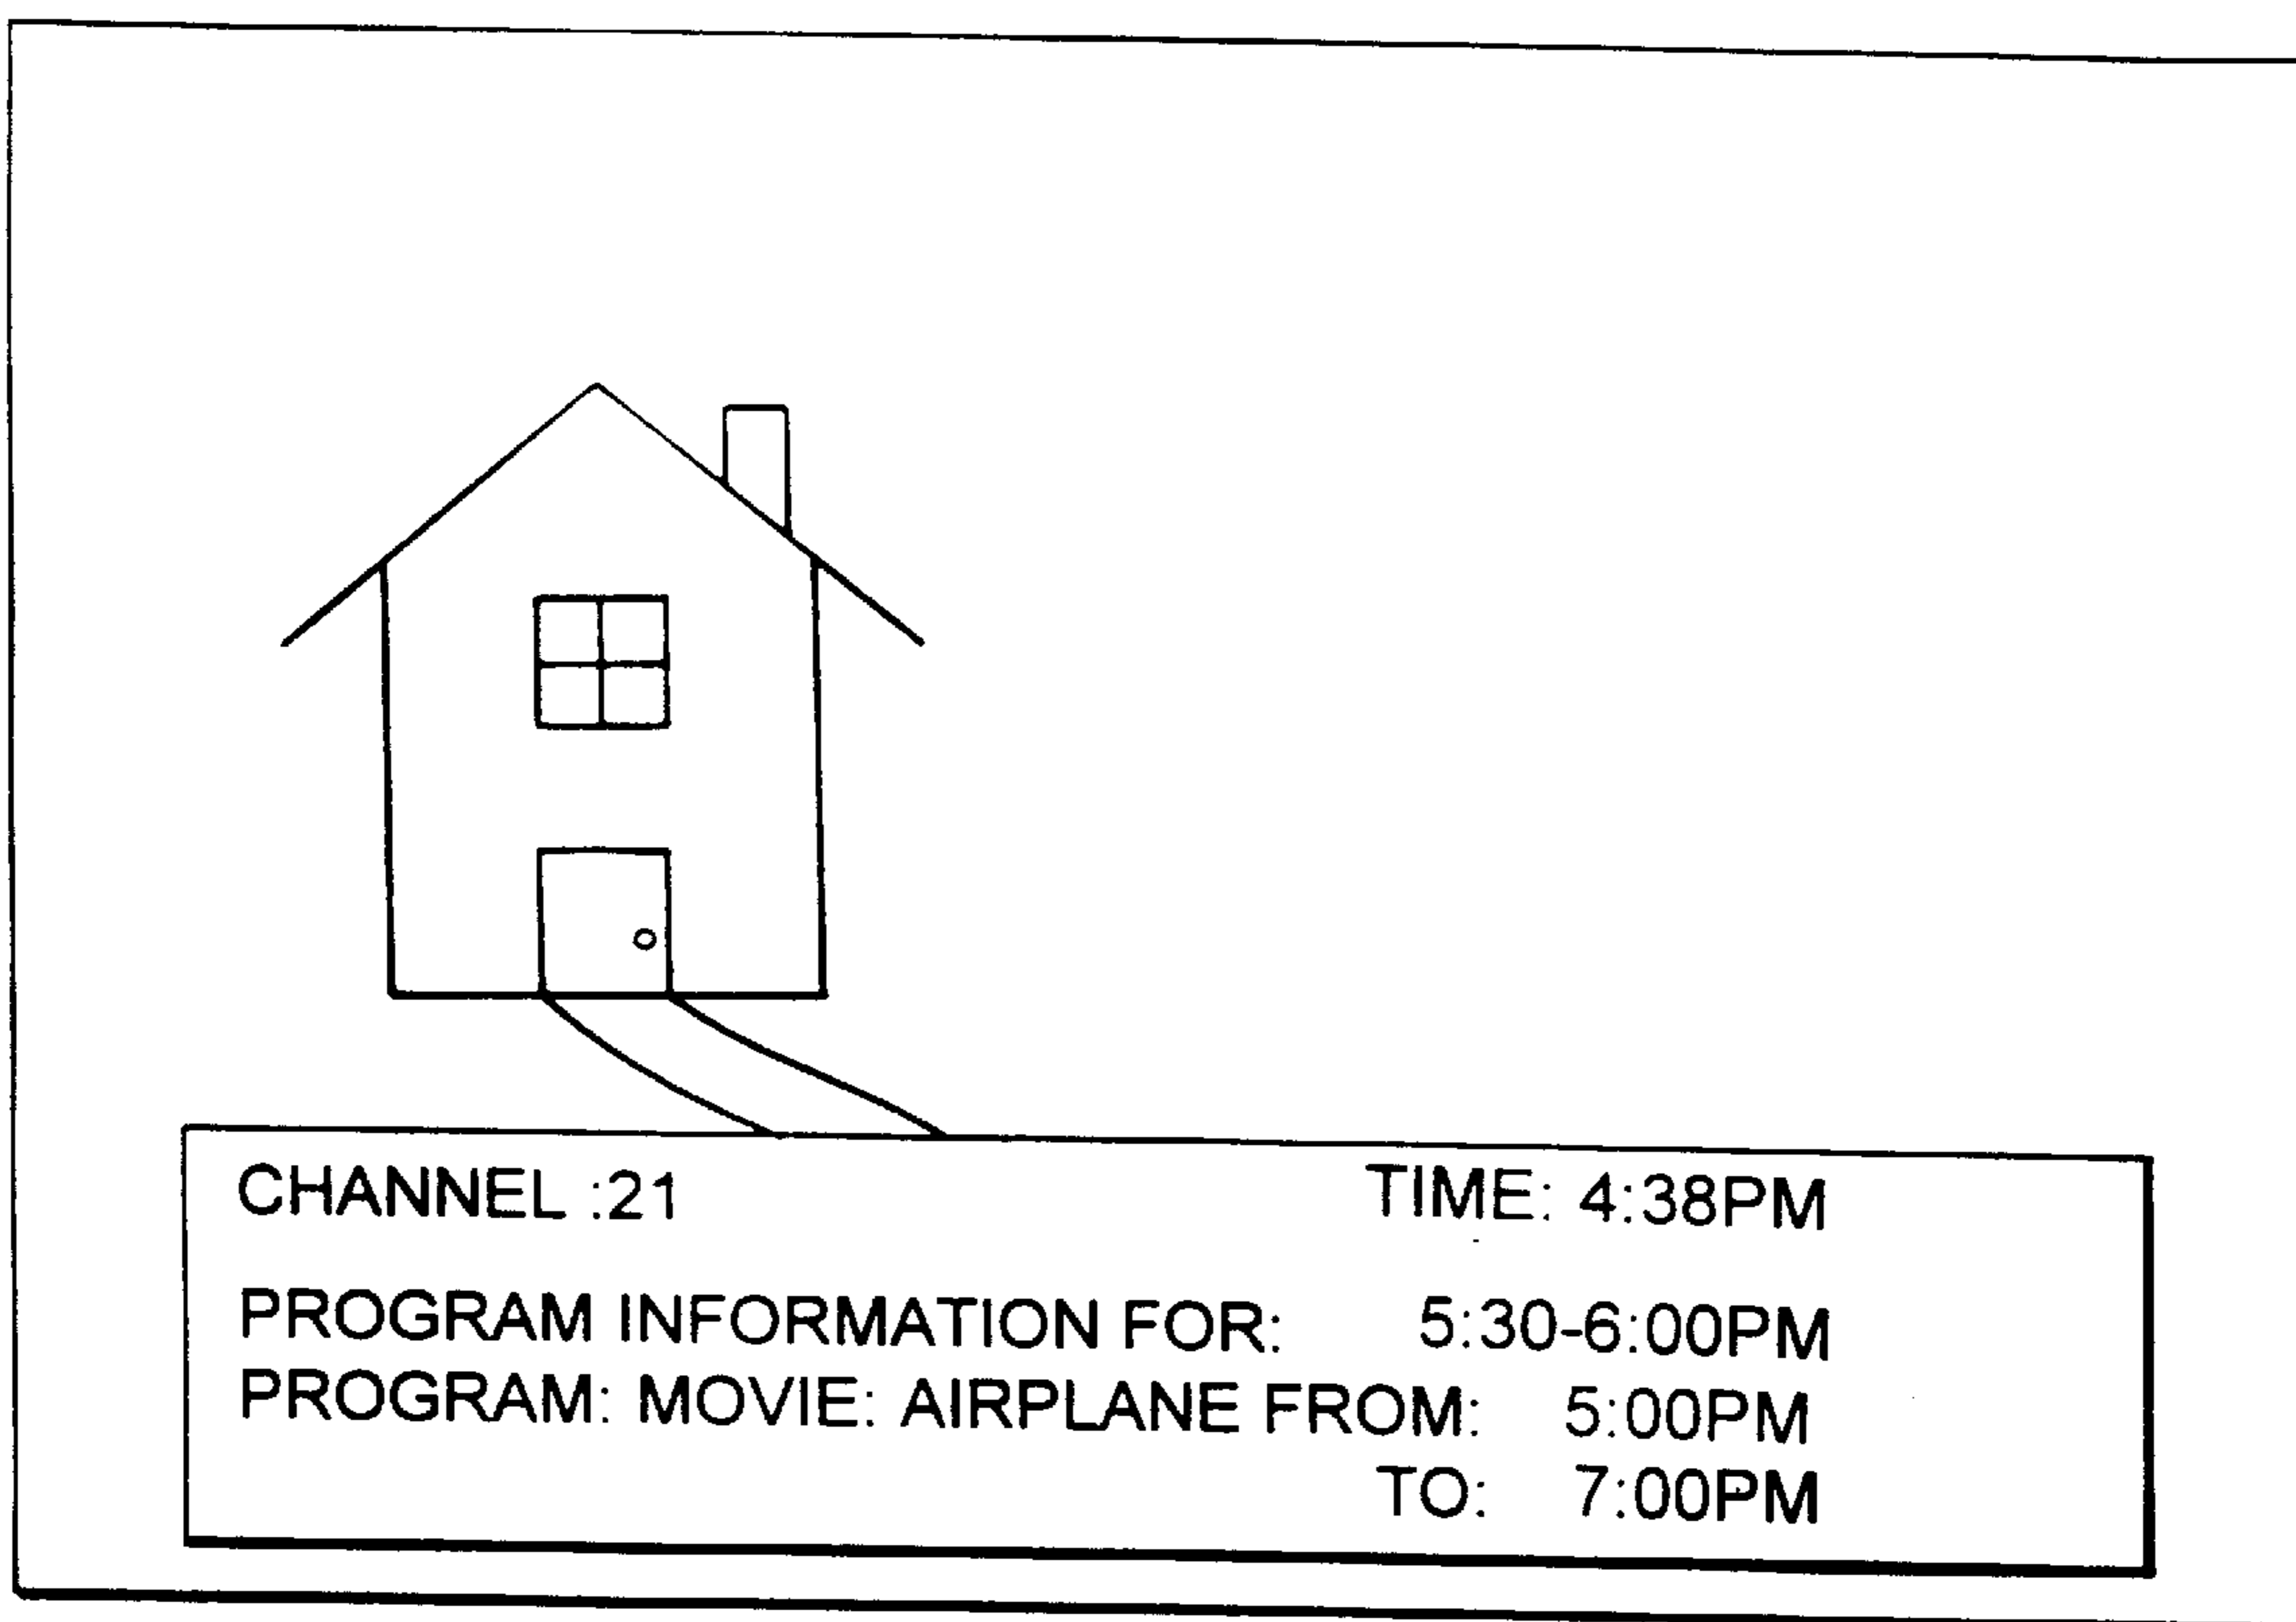 CHANNEL :21 TIME: 4:38PM
PROGRAM INFORMATION FOR: 5:30-6:00PM
PROGRAM: MOVIE: AIRPLANE FROM: 5:00PM
TO: 7:00PM